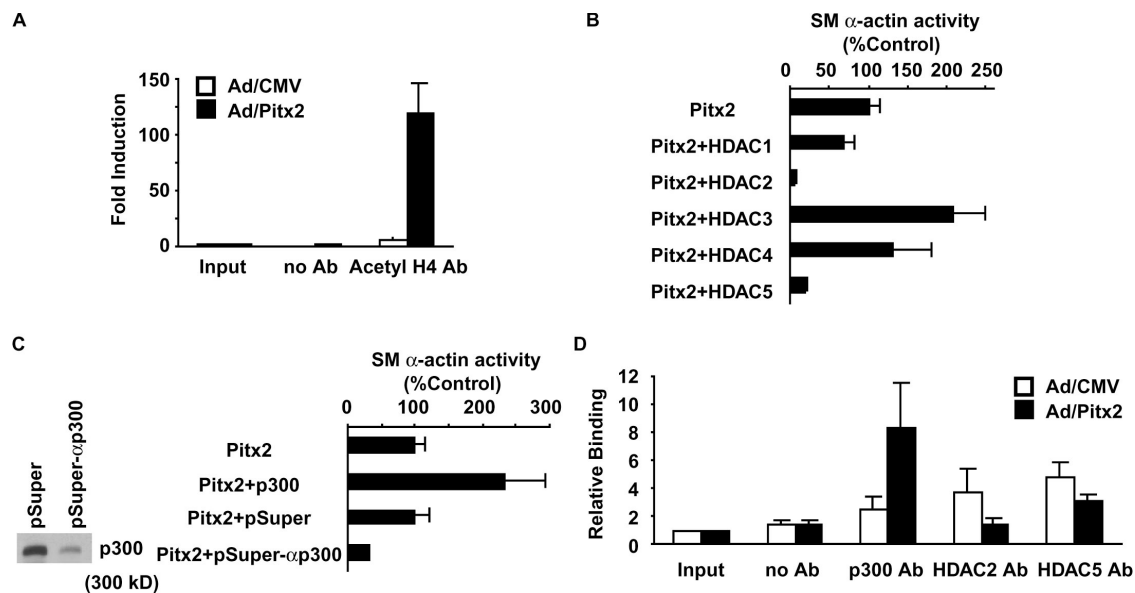 A
Fold Induction
150
100
50
0
Ad/CMV
Ad/Pitx2
Input no Ab Acetyl H4 Ab
B
SM α-actin activity
(%Control)
0 50 100 150 200 250
Pitx2
Pitx2+HDAC1
Pitx2+HDAC2
Pitx2+HDAC3
Pitx2+HDAC4
Pitx2+HDAC5
C
pSuper
pSuper-αp300
p300
(300 kD)
SM α-actin activity
(%Control)
0 100 200 300
Pitx2
Pitx2+p300
Pitx2+pSuper
Pitx2+pSuper-αp300
D
Relative Binding
12
10
8
6
4
2
0
Ad/CMV
Ad/Pitx2
Input no Ab p300 Ab HDAC2 Ab HDAC5 Ab